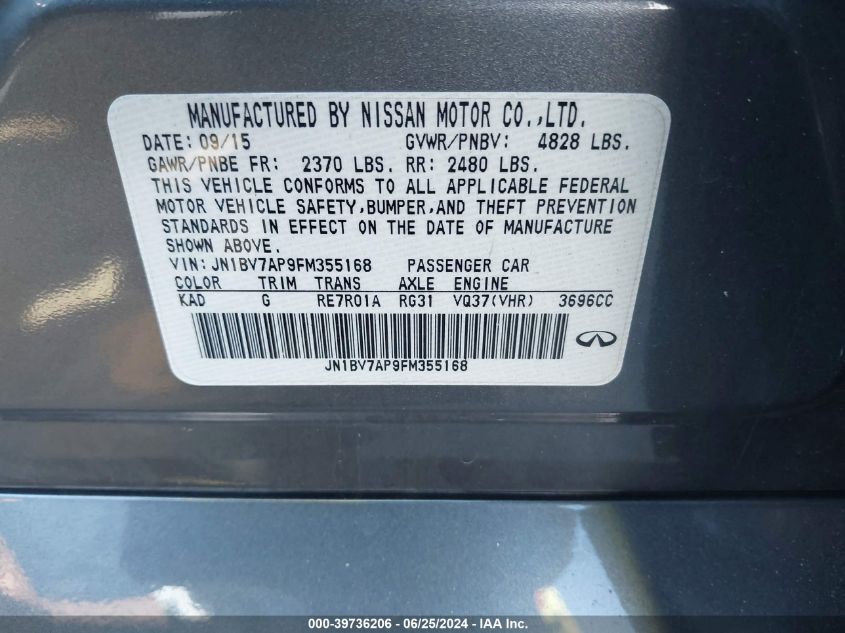 MANUFACTURED BY NISSAN MOTOR CO.,LTD.
DATE: 09/15 GVWR/PNBV: 4828 LBS.
GAWR/PNBE FR: 2370 LBS. RR: 2480 LBS.
THIS VEHICLE CONFORMS TO ALL APPLICABLE FEDERAL
MOTOR VEHICLE SAFETY,BUMPER,AND THEFT PREVENTION
STANDARDS IN EFFECT ON THE DATE OF MANUFACTURE
SHOWN ABOVE.
VIN:JN1BV7AP9FM355168 PASSENGER CAR
COLOR TRIM TRANS AXLE ENGINE
KAD G RE7R01A RG31 VQ37(VHR) 3696CC
JN1BV7AP9FM355168
000-39736206 - 06/25/2024 - IAA Inc.